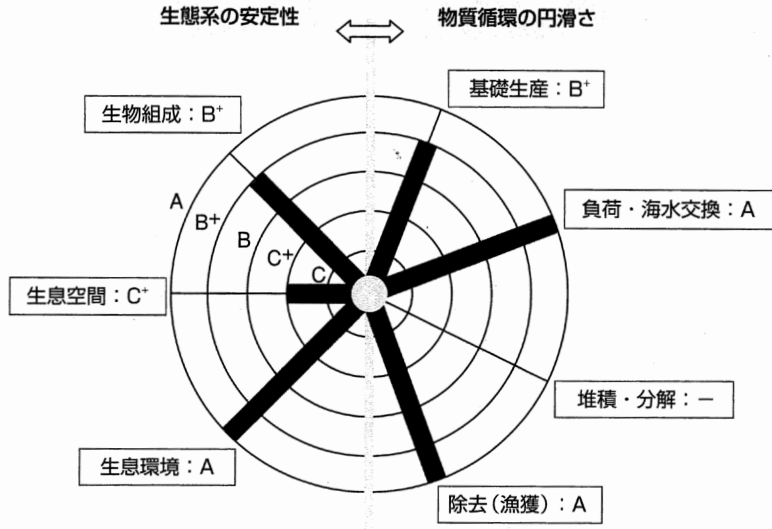 生態系の安定性
物質循環の円滑さ
基礎生産：B⁺
生物組成：B⁺
負荷・海水交換：A
A
B+
B
C+
C
生息空間：C⁺
堆積・分解：－
生息環境：A
除去（漁獲）：A